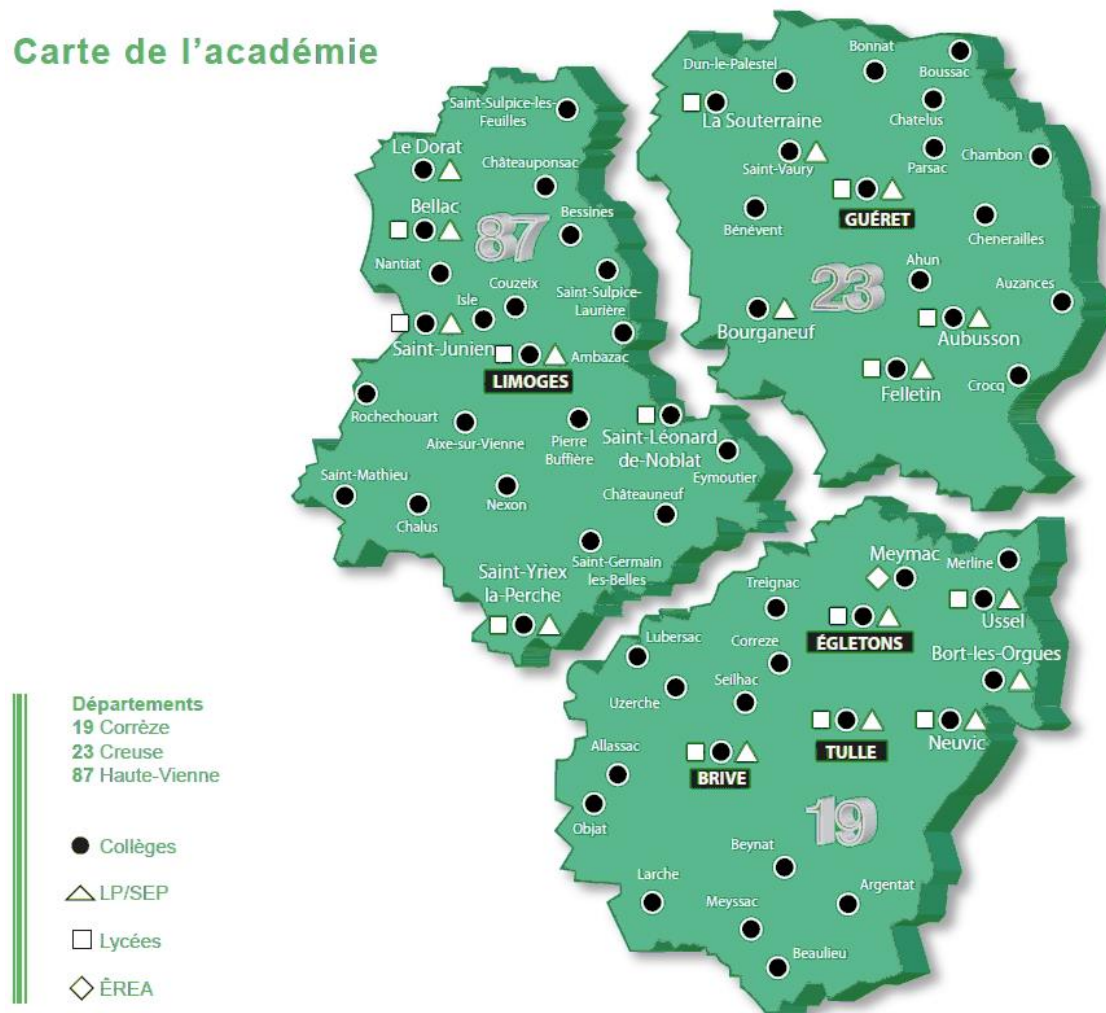 Carte de l'académie
Saint-Sulpice-les-
Feuilles
Le Dorat
Châteauponsac
Bellac
Bessines
87
Nantiat
Couzeix
Isle
Saint-Sulpice-
Laurière
Saint-Junien
Ambazac
LIMOGES
Rochechouart
Aixe-sur-Vienne
Pierre
Buffière
Saint-Léonard
de-Noblat
Eymoutier
Saint-Mathieu
Chalus
Nexon
Châteauneuf
Saint-Germain
les-Belles
Saint-Yriex
la-Perche
Bonnat
Dun-le-Palestel
Boussac
La Souterraine
Chatelus
Saint-Vaury
Parsac
Chambon
GUÉRET
Bénévent
Chenerailles
23
Ahun
Auzances
Bourganeuf
Aubusson
Felletin
Crocq
Meymac
Merline
Treignac
Ussel
ÉGLETONS
Lubersac
Correze
Bort-les-Orgues
Seilhac
Uzerche
Neuvic
TULLE
Allassac
BRIVE
19
Objat
Beynat
Larche
Argentat
Meyssac
Beaulieu
Départements
19 Corrèze
23 Creuse
87 Haute-Vienne
Collèges
LP/SEP
Lycées
ÊREA